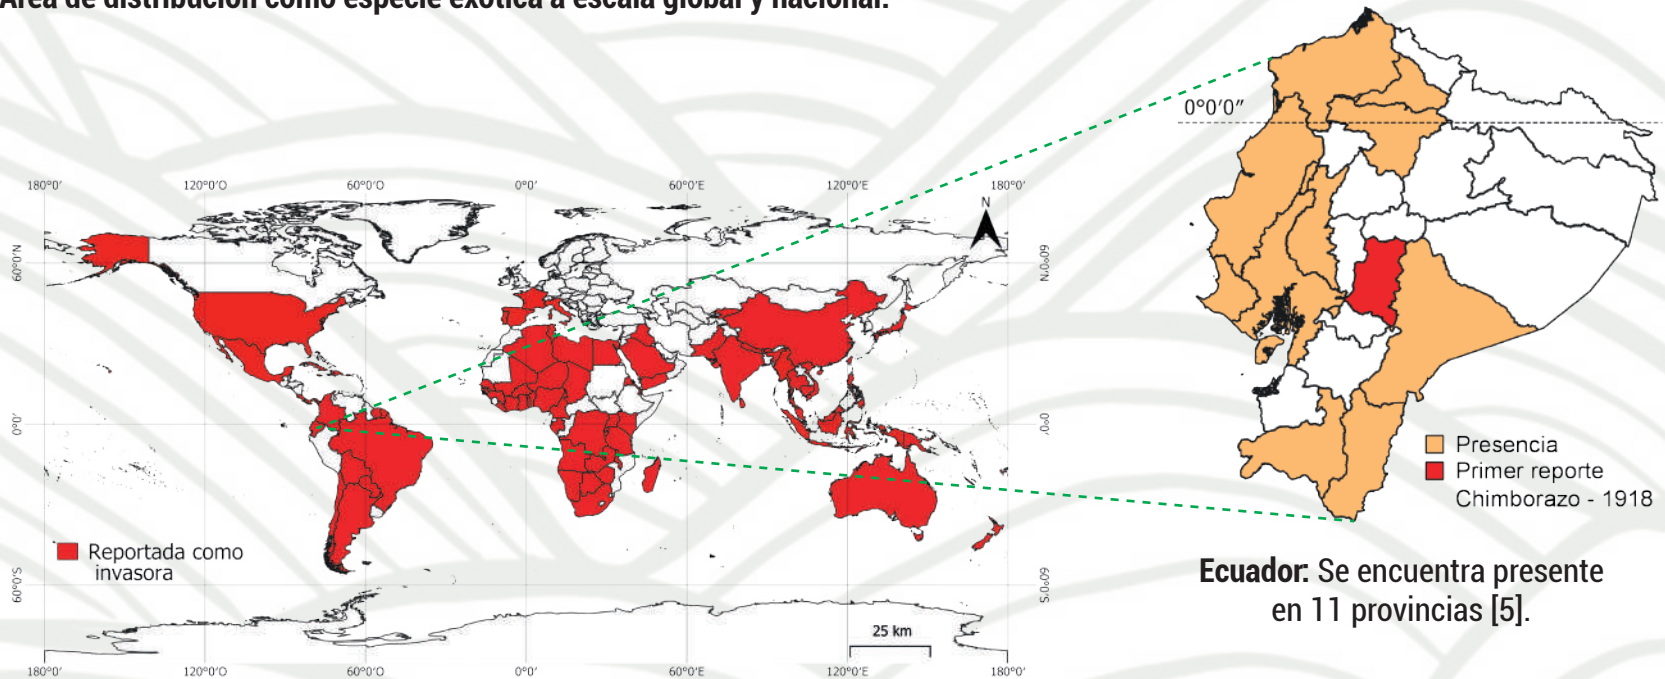 Área de distribución como especie exótica a escala global y nacional.
0°0′0″
180°0′ 120°0′0 60°0′O 0°0′ 60°0′E 120°0′E 180°0′
N
60°0′N
60°0′N
0°0′
0°0′
60°0′S
60°0′S
Reportada como
invasora
25 km
180°0′ 120°0′O 60°0′O 0°0′ 60°0′E 120°0′E 180°0′
Presencia
Primer reporte
Chimborazo - 1918
Ecuador: Se encuentra presente
en 11 provincias [5].